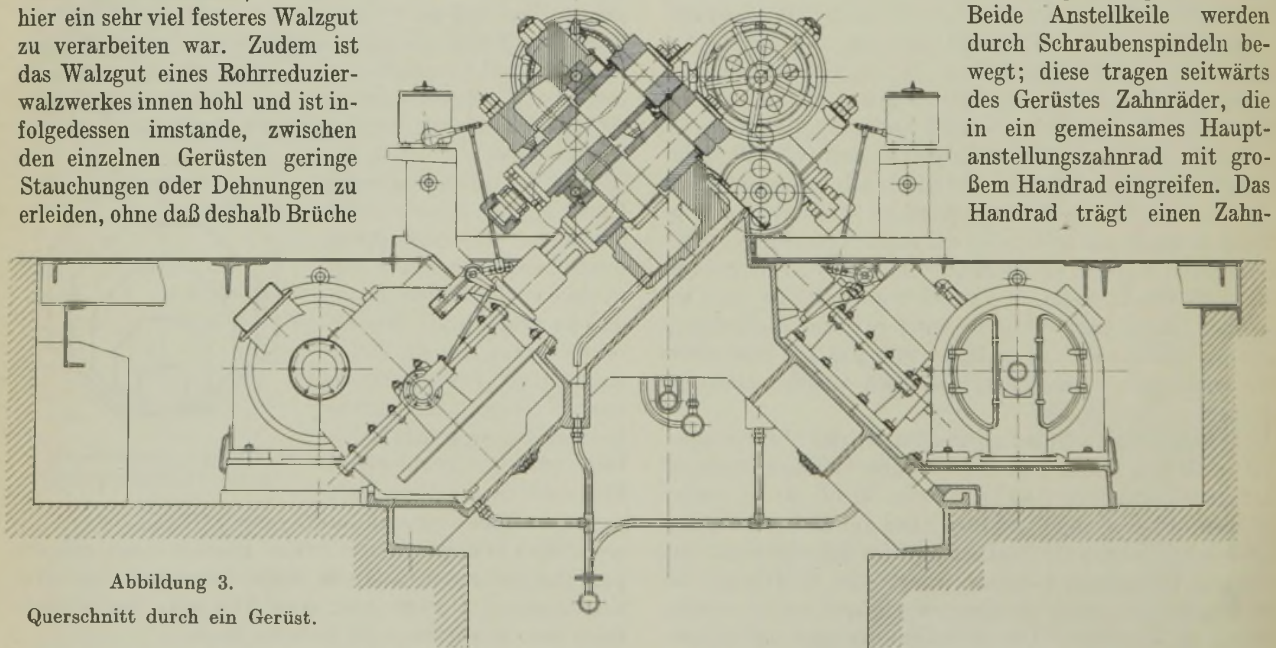 hier ein sehr viel festeres Walzgut
zu verarbeiten war. Zudem ist
das Walzgut eines Rohrreduzier-
walzwerkes innen hohl und ist in-
folgedessen imstande, zwischen
den einzelnen Gerüsten geringe
Stauchungen oder Dehnungen zu
erleiden, ohne daß deshalb Brüche
Beide Anstellkeile werden
durch Schraubenspindeln be-
wegt; diese tragen seitwärts
des Gerüstes Zahnräder, die
in ein gemeinsames Haupt-
anstellungszahnrad mit gro-
ßem Handrad eingreifen. Das
Handrad trägt einen Zahn-
Abbildung 3.
Querschnitt durch ein Gerüst.